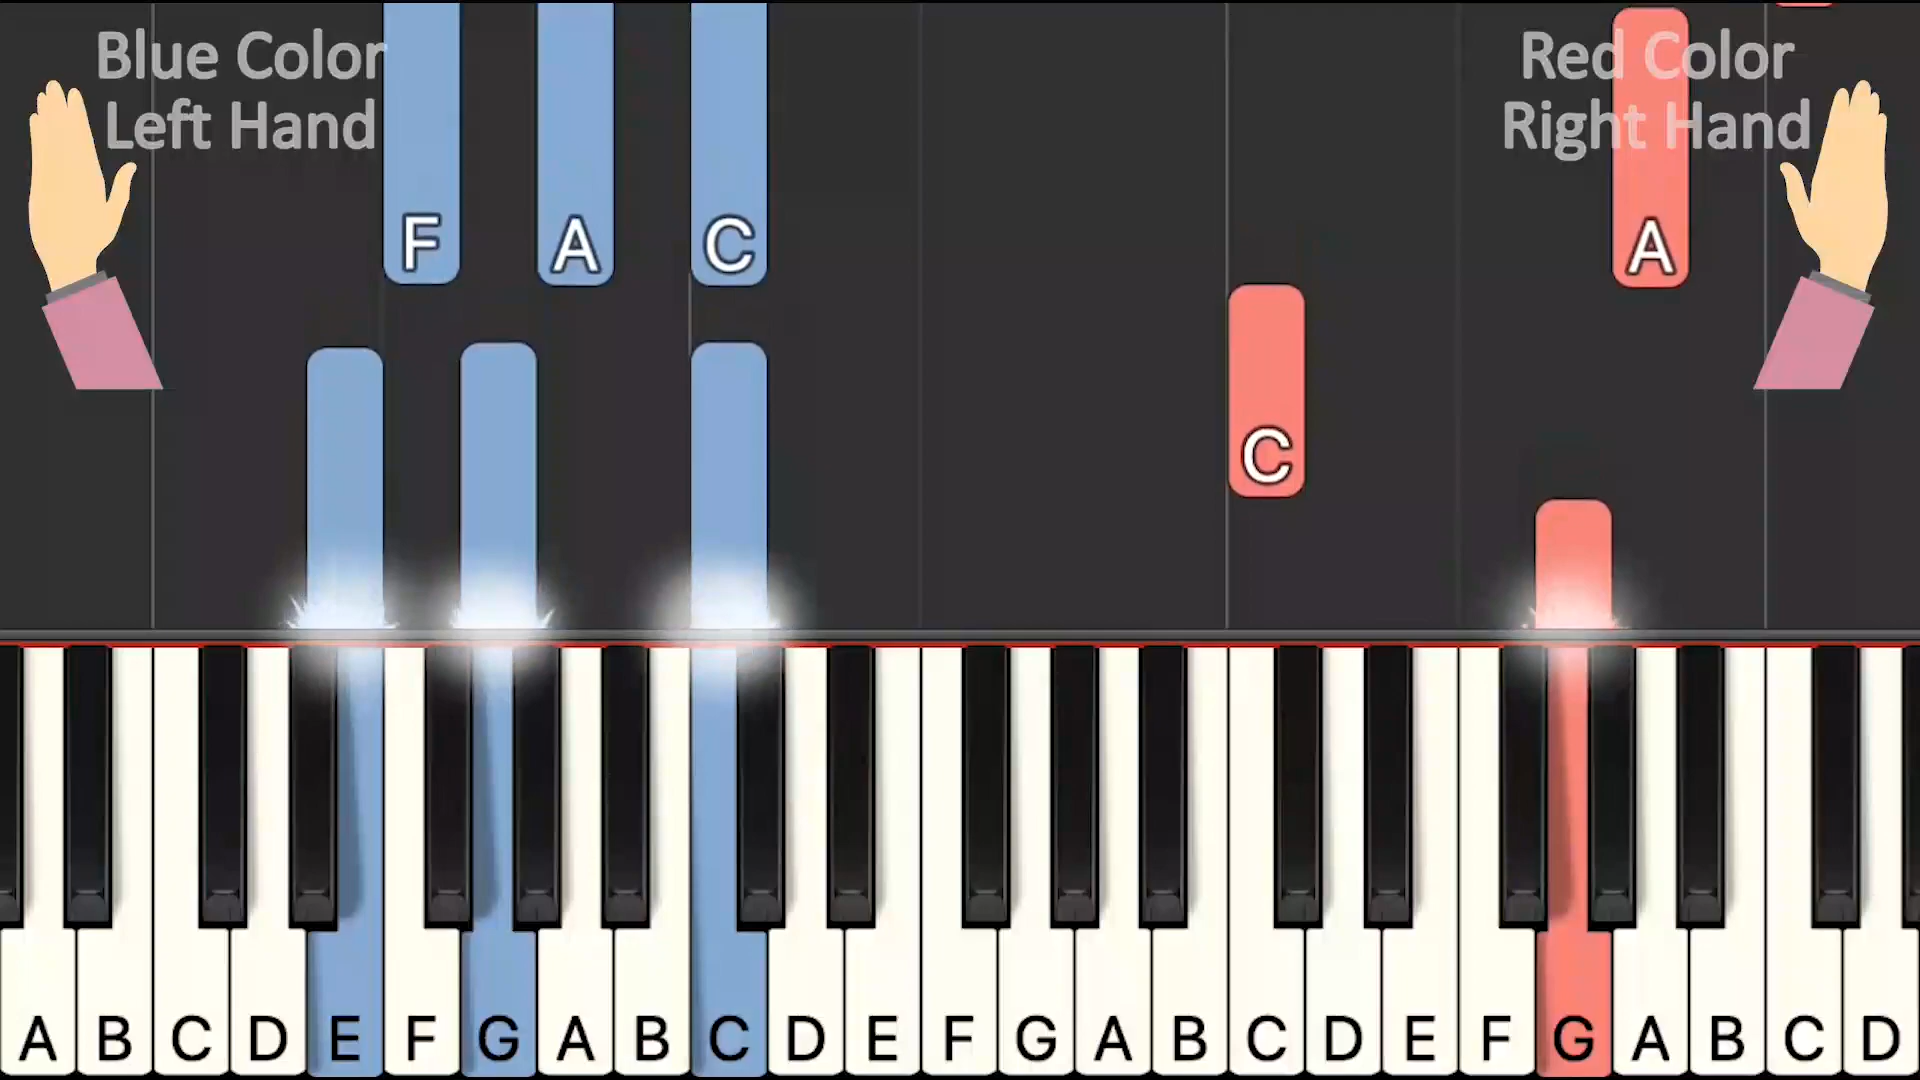 Blue Color
Left Hand
Red Color
Right Hand
F A C A
C
A B C D E F G A B C D E F G A B C D E F G A B C D